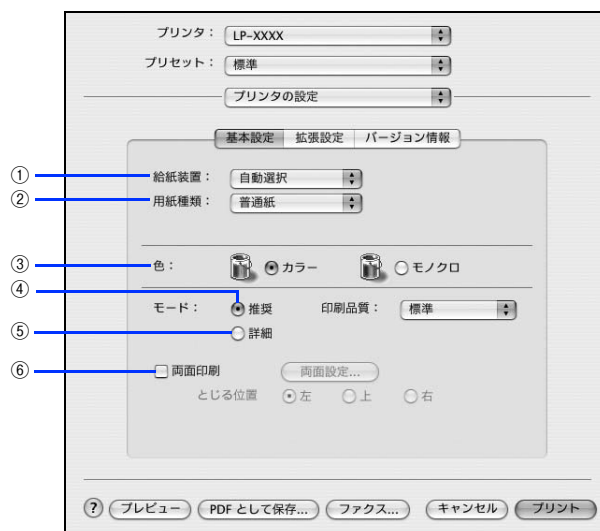 プリンタ： LP-XXXX
プリセット： 標準
プリンタの設定
基本設定 拡張設定 バージョン情報
① 給紙装置： 自動選択
② 用紙種類： 普通紙
③ 色： カラー モノクロ
④
モード： 推奨 印刷品質： 標準
⑤ 詳細
⑥ 両面印刷 両面設定...
とじる位置 左 上 右
? プレビュー PDF として保存... ファクス... キャンセル プリント